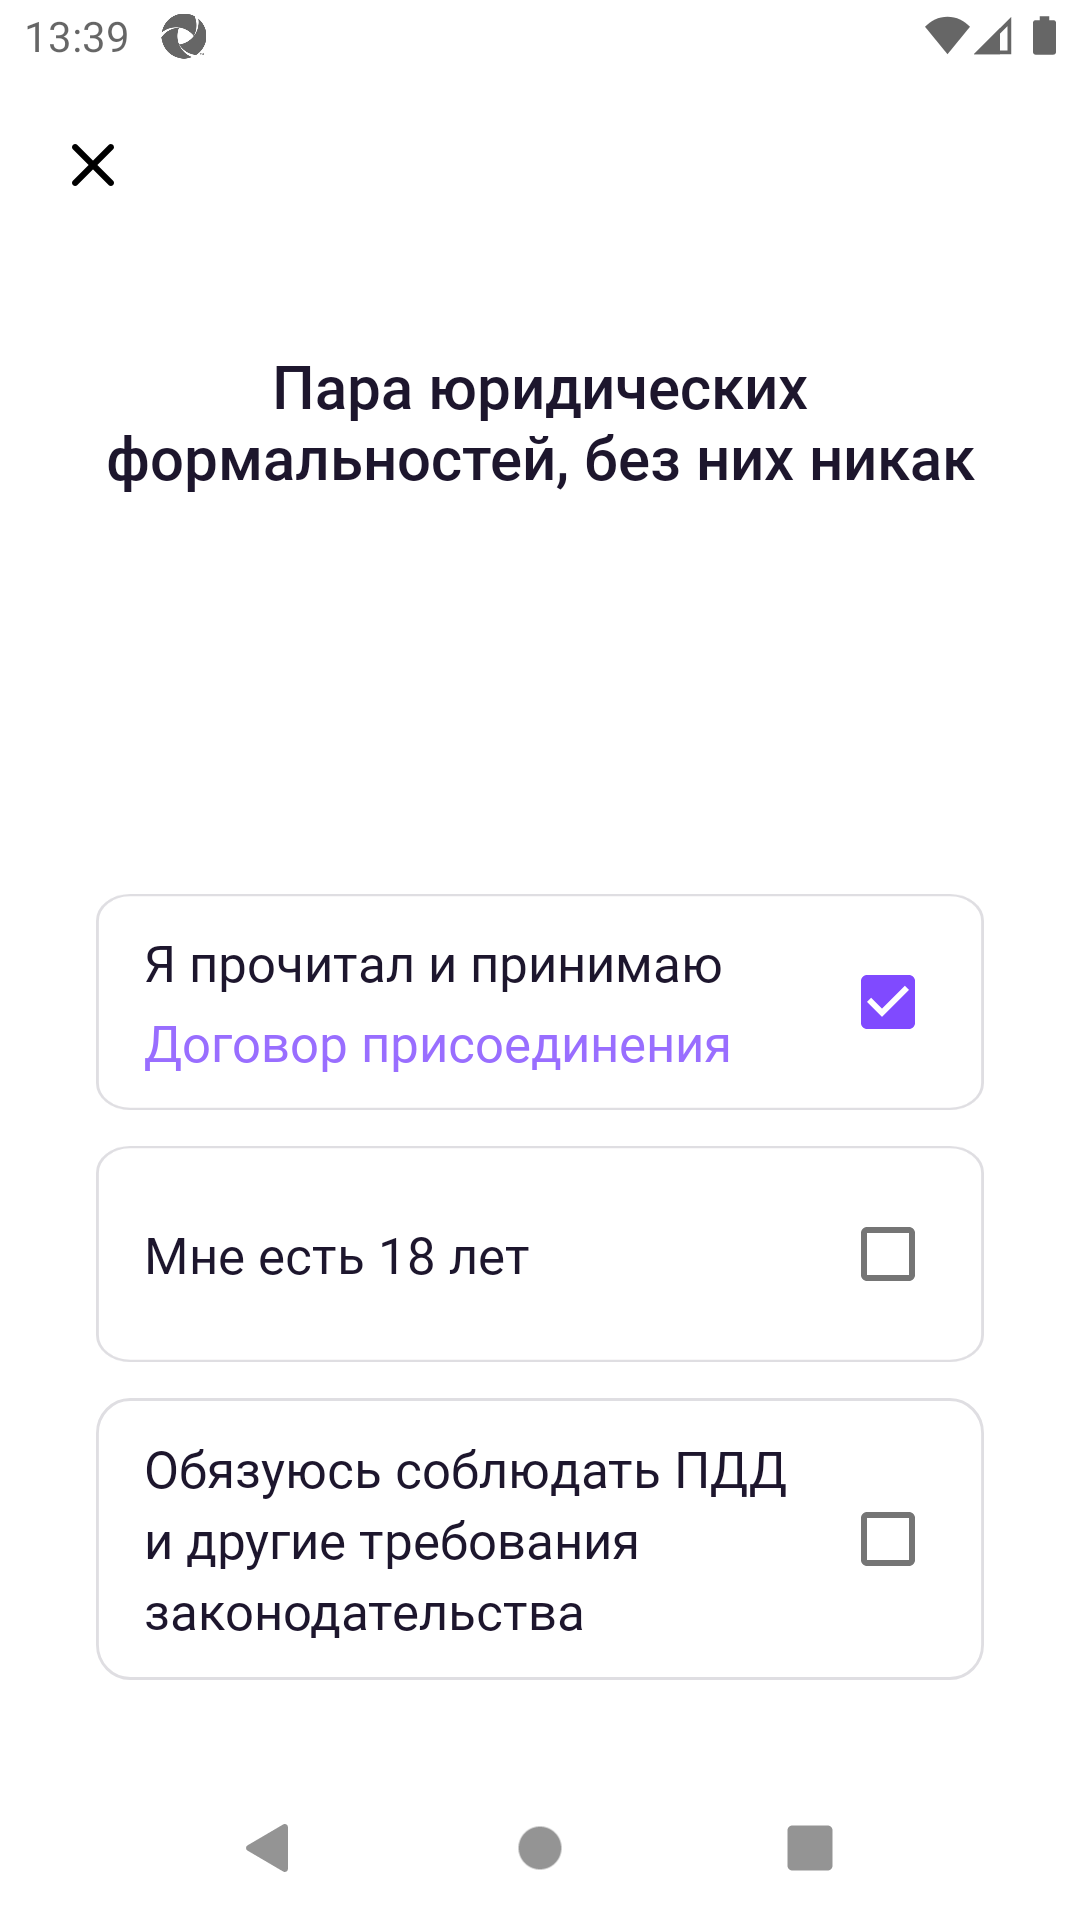 13:39
Пара юридических
формальностей, без них никак
Я прочитал и принимаю
Договор присоединения
Мне есть 18 лет
Обязуюсь соблюдать ПДД
и другие требования
законодательства